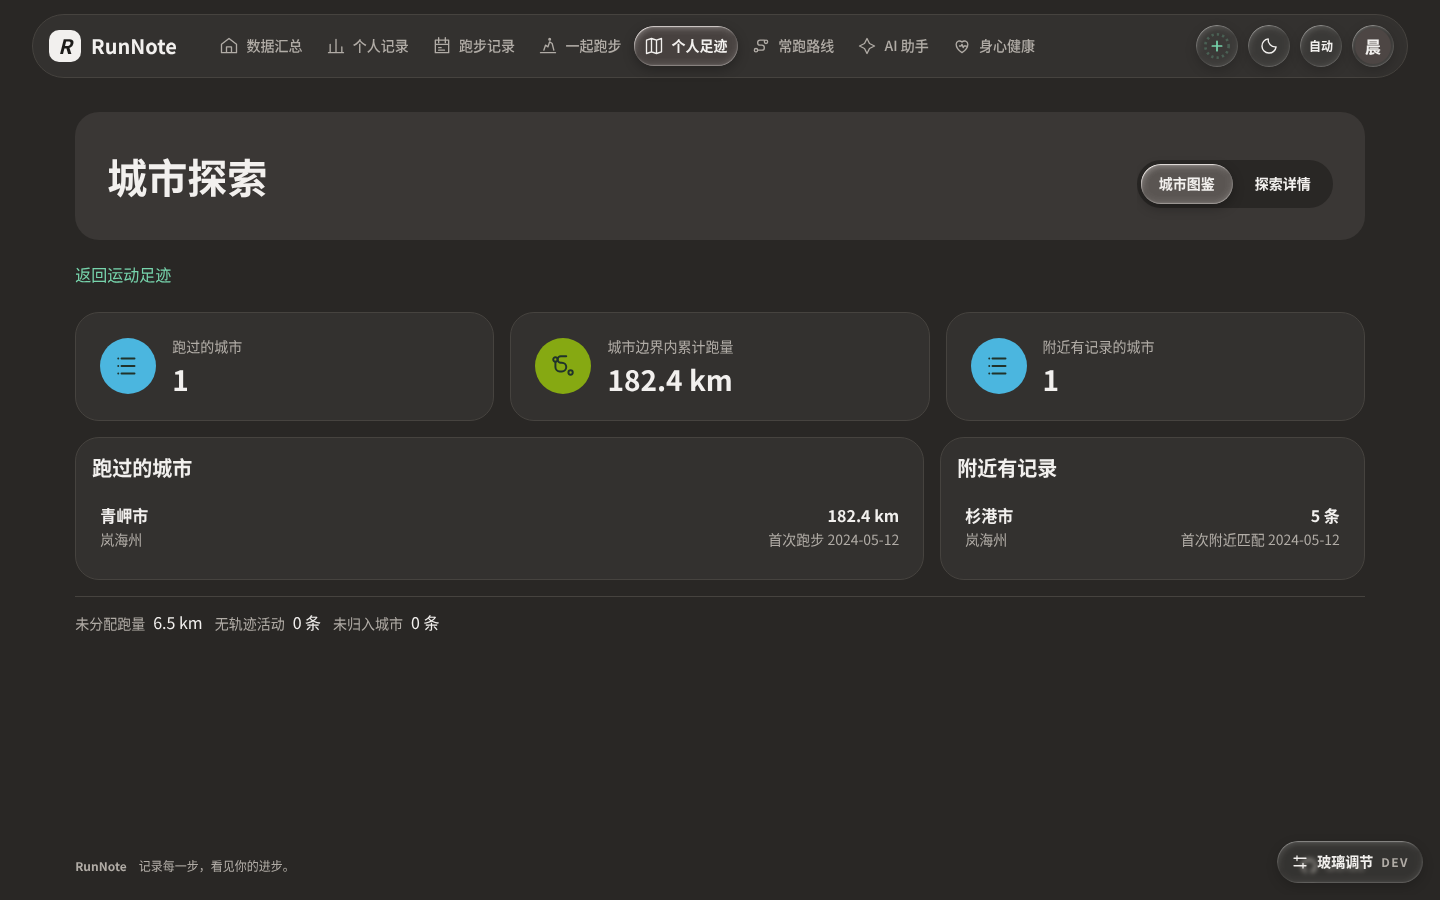 R RunNote 数据汇总 个人记录 跑步记录 一起跑步 个人足迹 常跑路线 AI 助手 身心健康 自动 晨
城市探索
城市图鉴 探索详情
返回运动足迹
跑过的城市
1
城市边界内累计跑量
182.4 km
附近有记录的城市
1
跑过的城市
青岬市 182.4 km
岚海州 首次跑步 2024-05-12
附近有记录
杉港市 5 条
岚海州 首次附近匹配 2024-05-12
未分配跑量 6.5 km 无轨迹活动 0 条 未归入城市 0 条
RunNote 记录每一步，看见你的进步。
玻璃调节 DEV